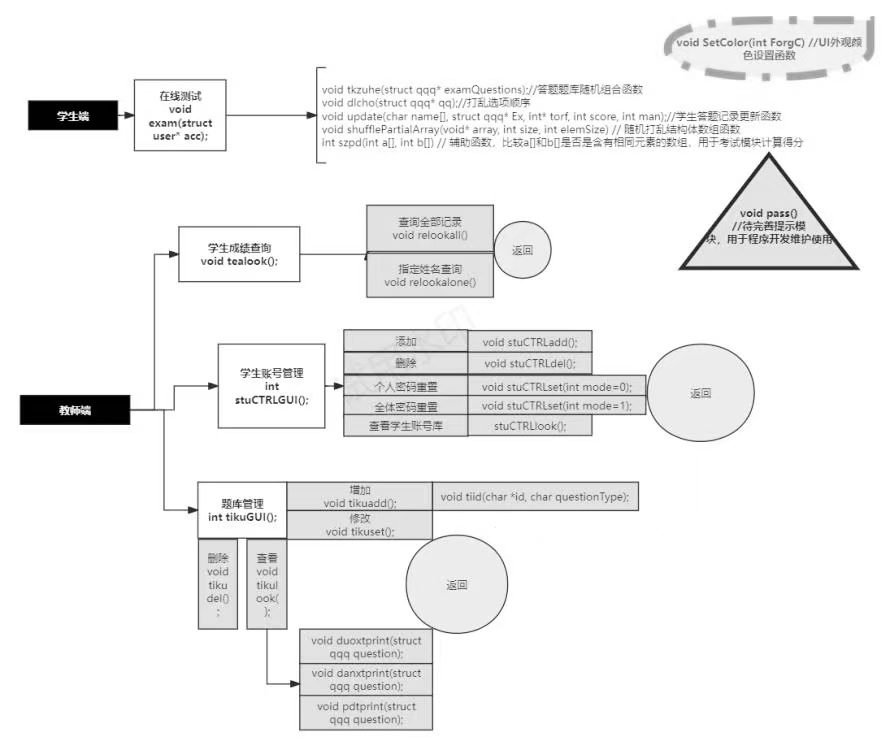 void SetColor(int ForgC) //UI外观颜
色设置函数
学生端
在线测试
void
exam(struct
user* acc);
void tkzuhe(struct qqq* examQuestions);//答题题库随机组合函数
void dlcho(struct qqq* qq);//打乱选项顺序
void update(char name[], struct qqq* Ex, int* torf, int score, int man);//学生答题记录更新函数
void shufflePartialArray(void* array, int size, int elemSize) // 随机打乱结构体数组函数
int szpd(int a[], int b[]) // 辅助函数，比较a[]和b[]是否是含有相同元素的数组，用于考试模块计算得分
void pass()
//待完善提示模
块，用于程序开发维护使用
学生成绩查询
void tealook();
查询全部记录
void relookall()
指定姓名查询
void relookalone()
返回
教师端
学生账号管理
int
stuCTRLGUI();
添加
void stuCTRLadd();
删除
void stuCTRLdel();
个人密码重置
void stuCTRLset(int mode=0);
全体密码重置
void stuCTRLset(int mode=1);
查看学生账号库
stuCTRLlook();
返回
题库管理
int tikuGUI();
增加
void tikuadd();
void tiid(char *id, char questionType);
修改
void tikuset();
删除
void
tiku
del()
;
查看
void
tikul
ook(
);
返回
void duoxtprint(struct
qqq question);
void danxtprint(struct
qqq question);
void pdtprint(struct
qqq question);